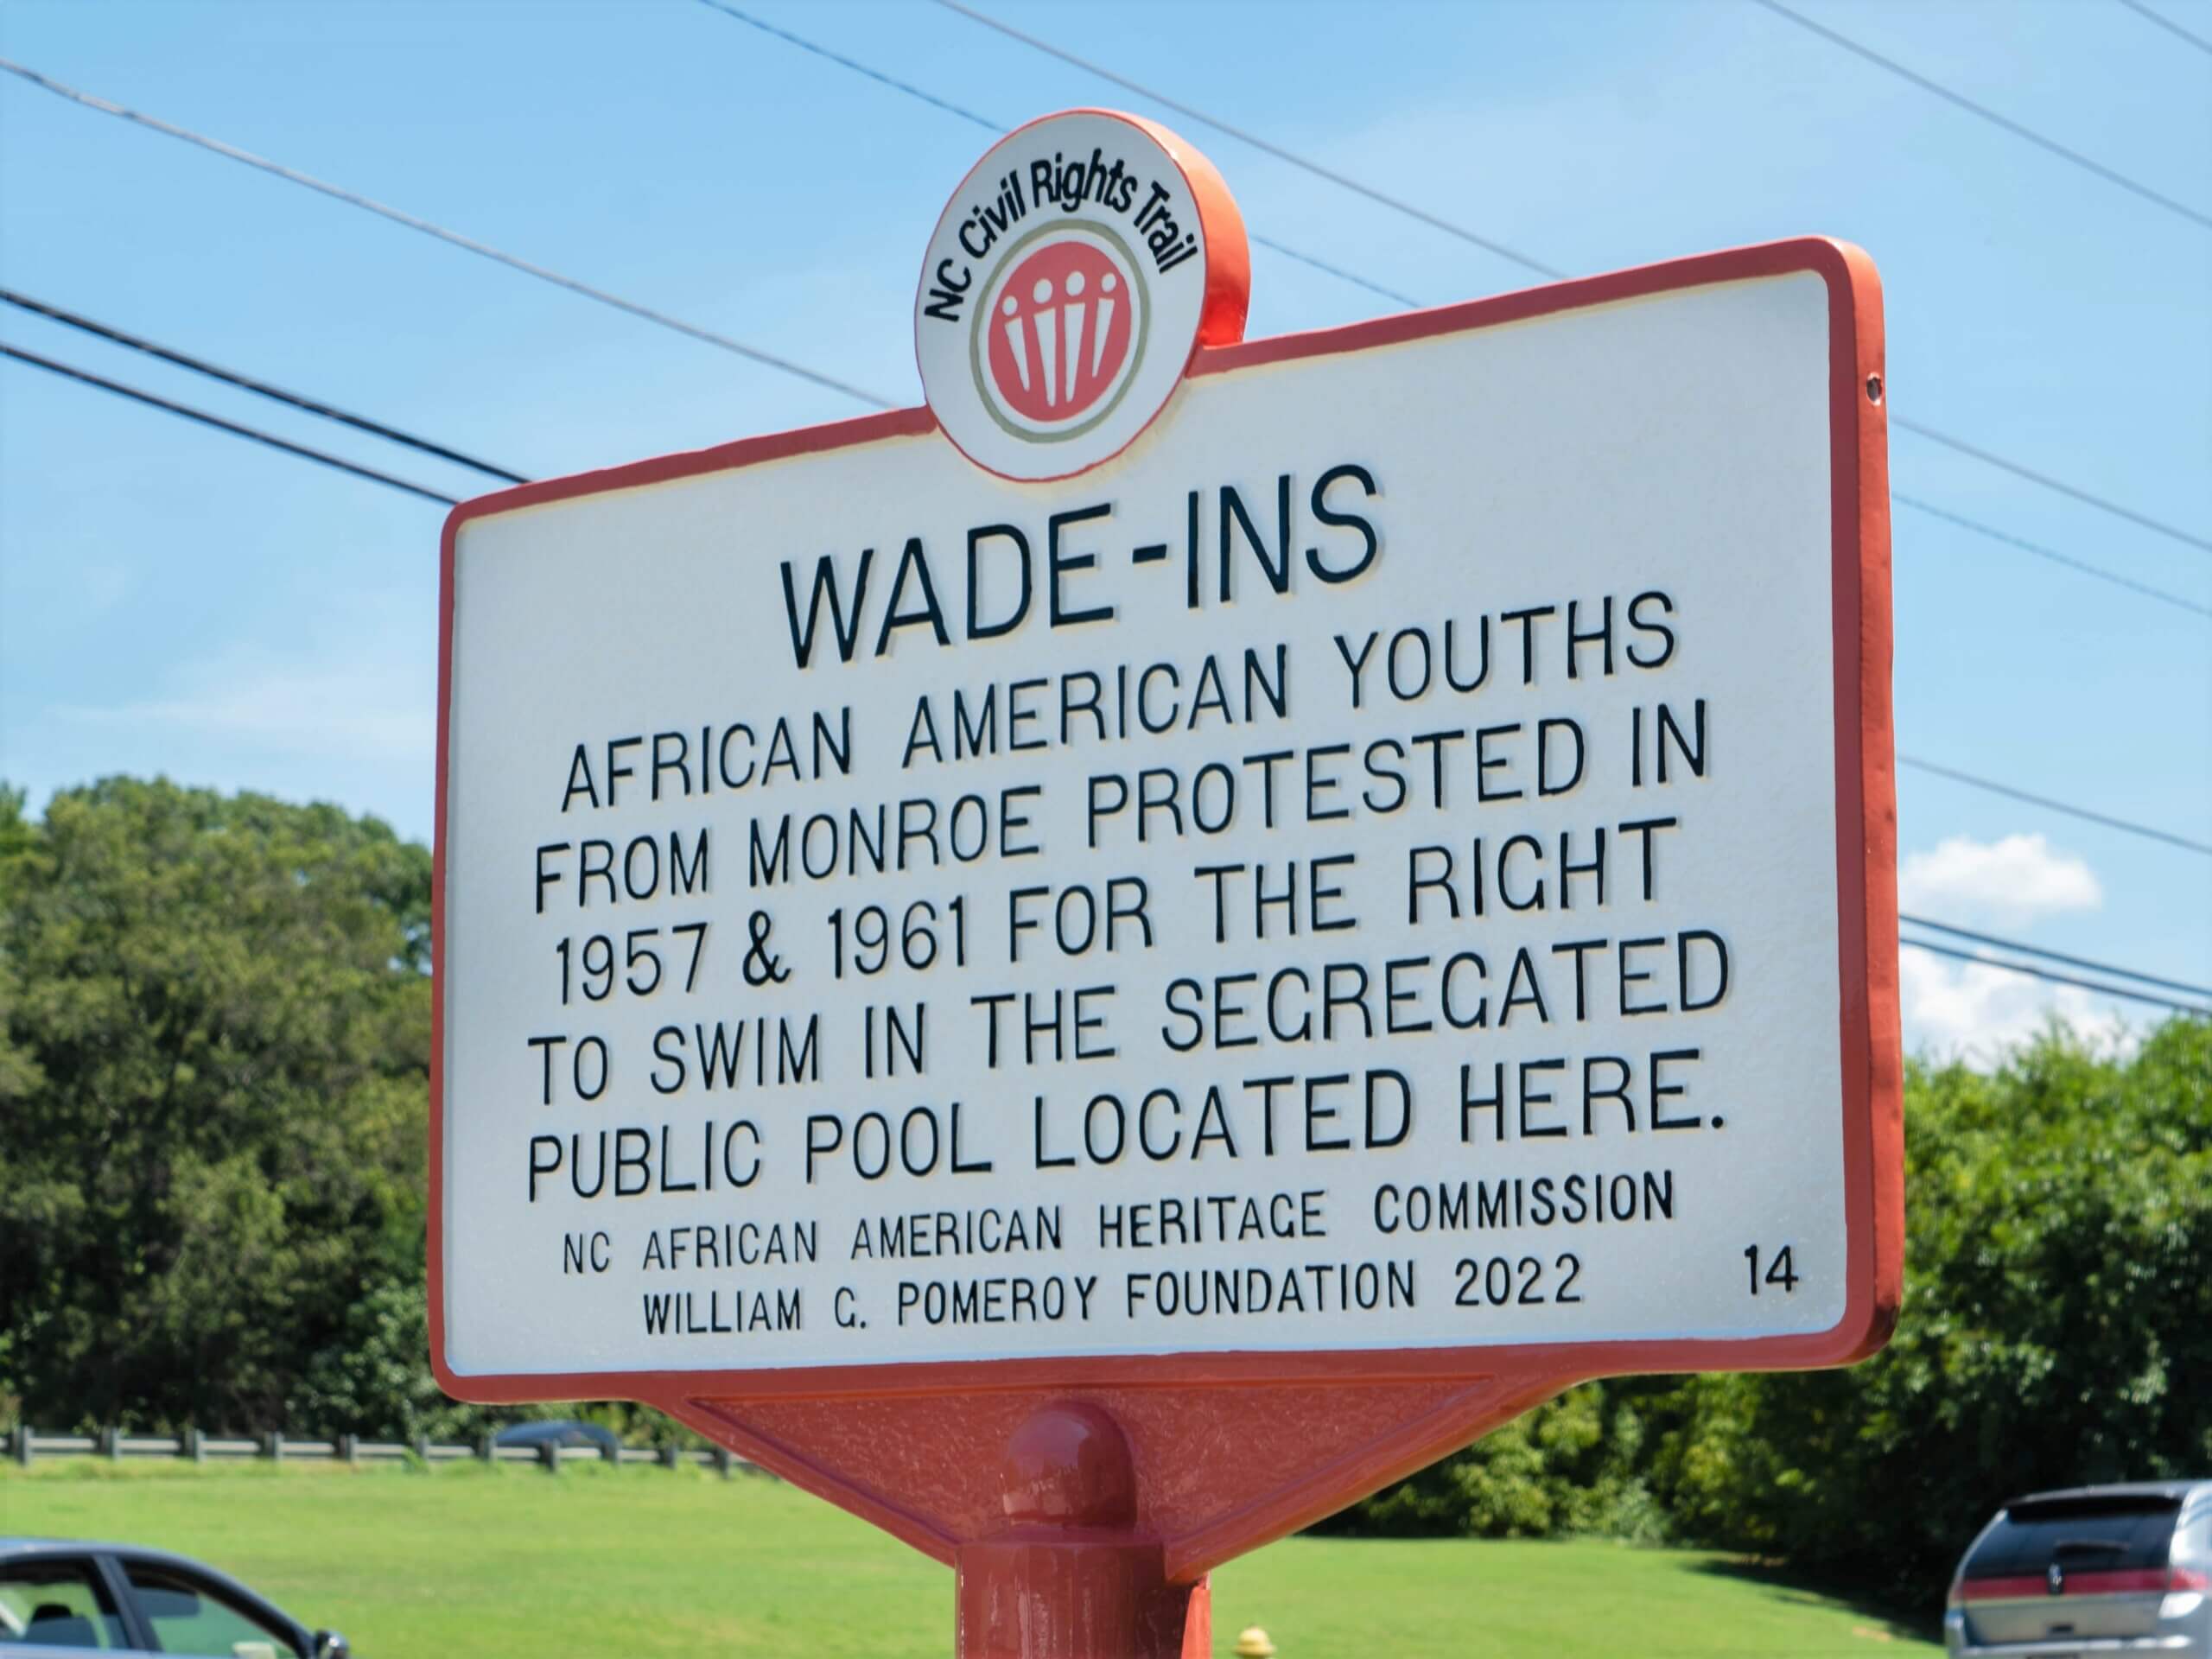 NC Civil Rights Trail
WADE-INS
AFRICAN AMERICAN YOUTHS
FROM MONROE PROTESTED IN
1957 & 1961 FOR THE RIGHT
TO SWIM IN THE SEGREGATED
PUBLIC POOL LOCATED HERE.
NC AFRICAN AMERICAN HERITAGE COMMISSION
WILLIAM G. POMEROY FOUNDATION 2022
14